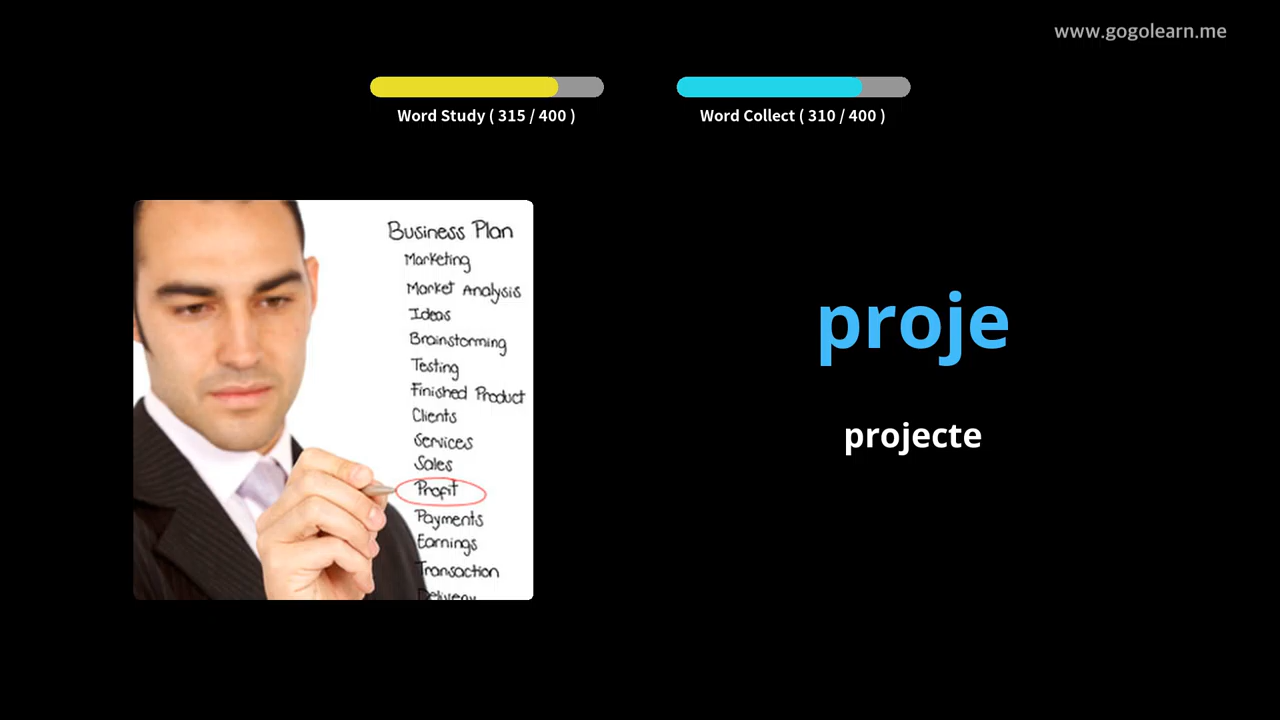 www.gogolearn.me
Word Study ( 315 / 400 )
Word Collect ( 310 / 400 )
Business Plan
Marketing
Market Analysis
Ideas
Brainstorming
Testing
Finished Product
Clients
Services
Sales
Profit
Payments
Earnings
Transaction
Delivery
proje
projecte